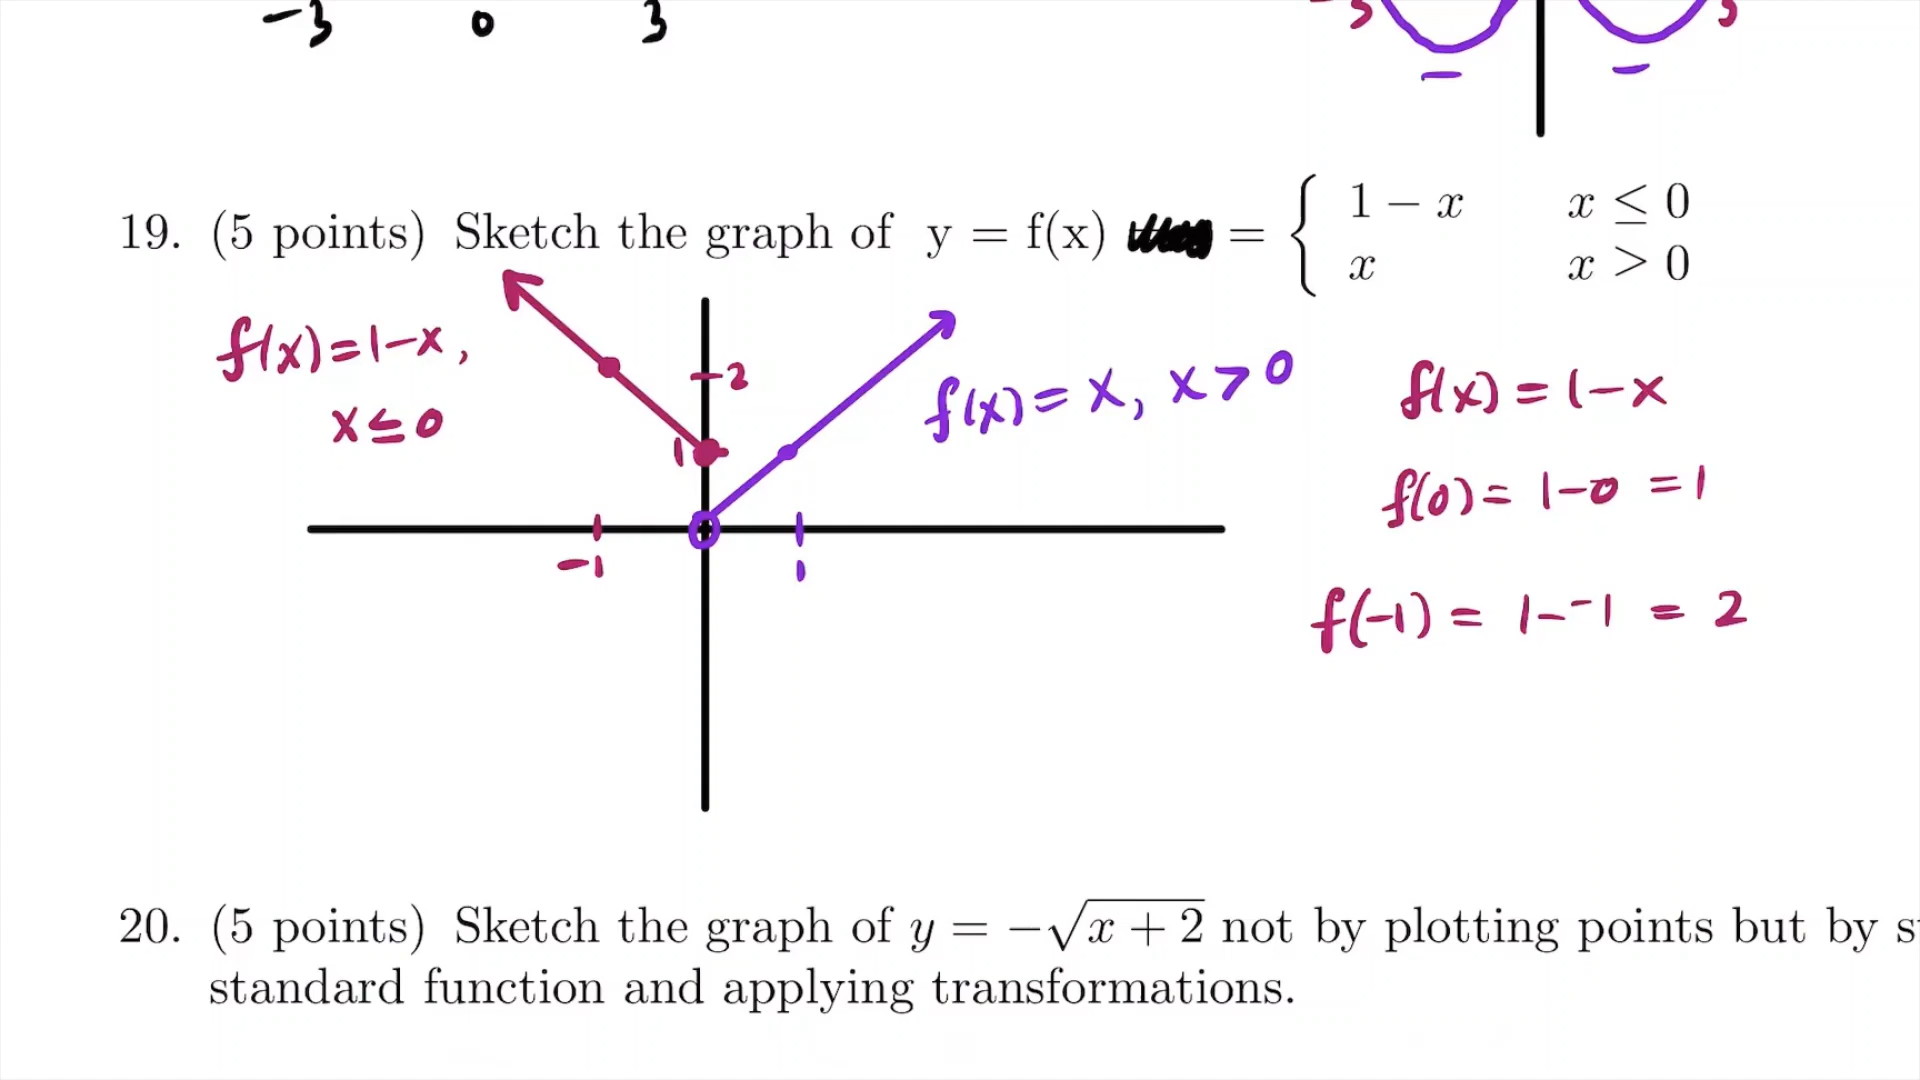 -3 0 3
-3 3
19. (5 points) Sketch the graph of y = f(x) = { 1 − x x ≤ 0
x x > 0
f(x)=1-x,
x≤0
2
1
f(x)=x, x>0
-1 1
f(x)=1-x
f(0)=1-0=1
f(-1)=1--1=2
20. (5 points) Sketch the graph of y = −√x + 2 not by plotting points but by
standard function and applying transformations.